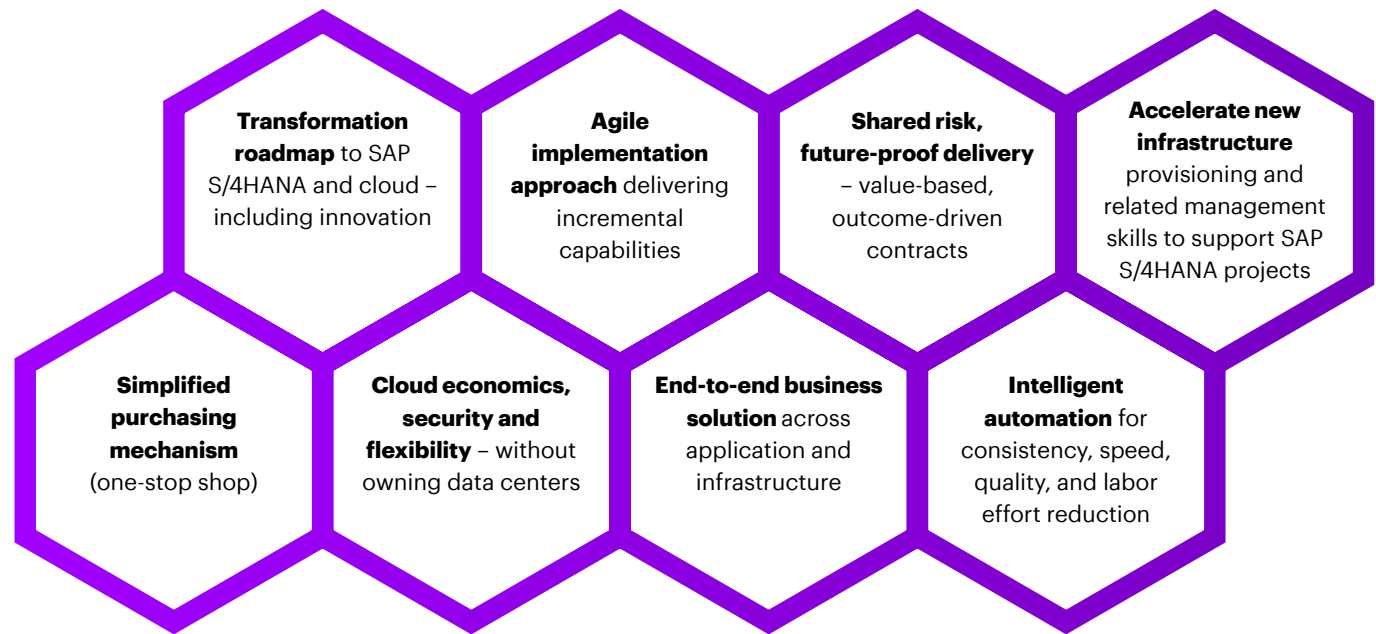 Transformation
roadmap to SAP
S/4HANA and cloud –
including innovation
Agile
implementation
approach delivering
incremental
capabilities
Shared risk,
future-proof delivery
– value-based,
outcome-driven
contracts
Accelerate new
infrastructure
provisioning and
related management
skills to support SAP
S/4HANA projects
Simplified
purchasing
mechanism
(one-stop shop)
Cloud economics,
security and
flexibility – without
owning data centers
End-to-end business
solution across
application and
infrastructure
Intelligent
automation for
consistency, speed,
quality, and labor
effort reduction